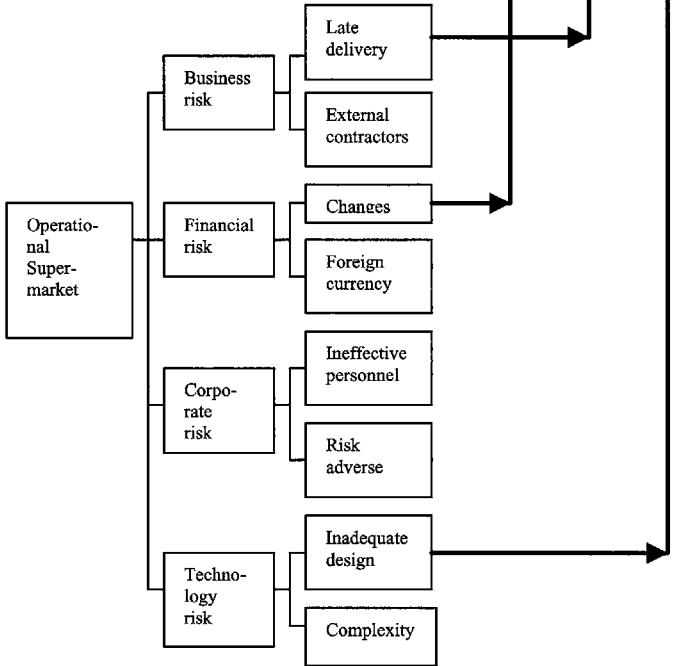 Late
delivery
Business
risk
External
contractors
Operatio-
nal
Super-
market
Financial
risk
Changes
Foreign
currency
Ineffective
personnel
Corpo-
rate
risk
Risk
adverse
Inadequate
design
Techno-
logy
risk
Complexity